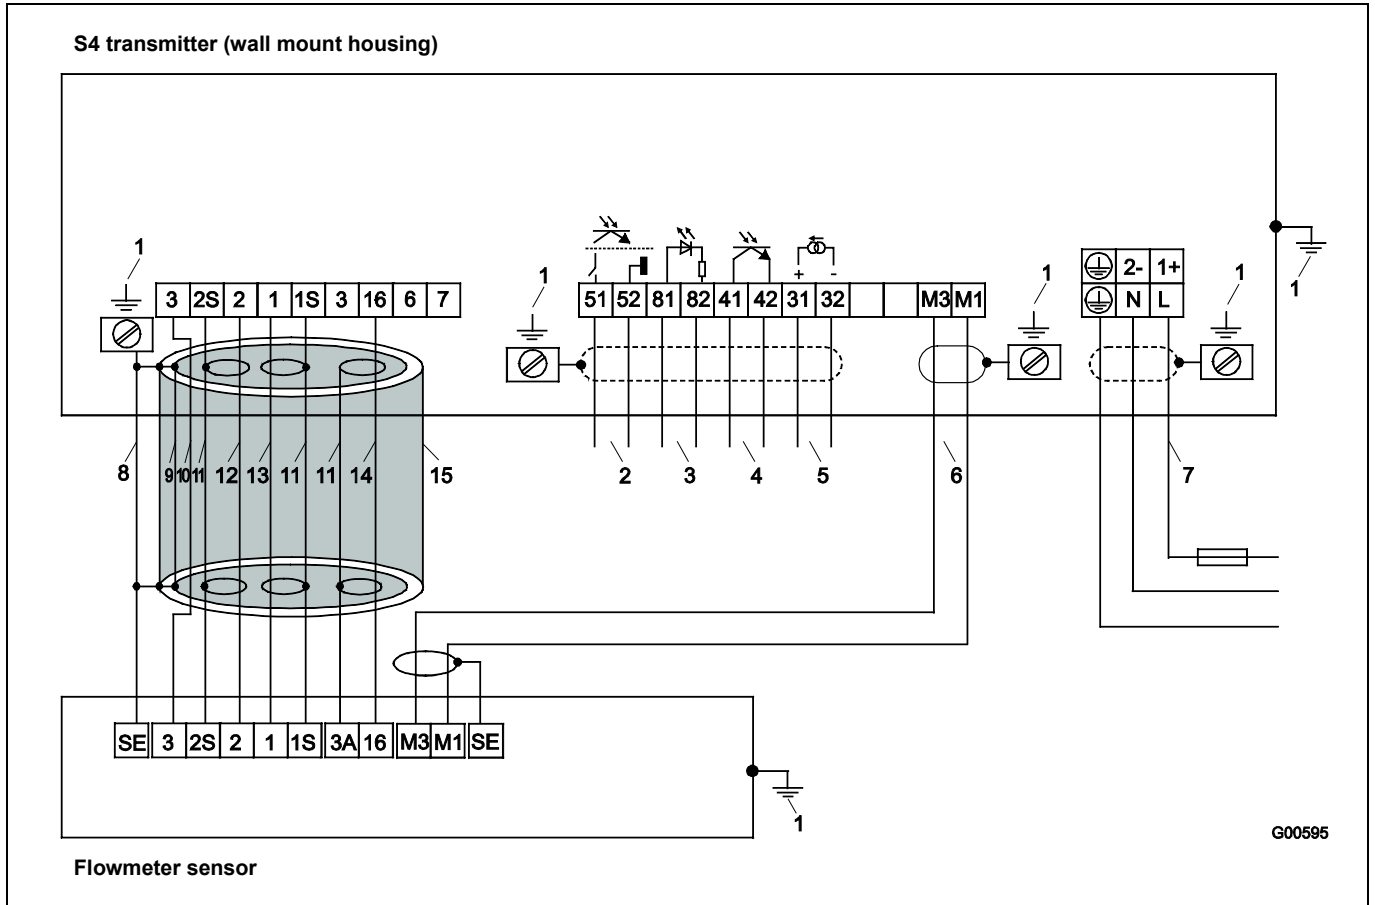 S4 transmitter (wall mount housing)
1 1 1 1 1
2- 1+
3 2S 2 1 1S 3 16 6 7
51 52 81 82 41 42 31 32 M3 M1
N L
+ -
8 9 10 11 12 13 11 11 14 15
2 3 4 5 6 7
SE 3 2S 2 1 1S 3A 16 M3 M1 SE
1
G00595
Flowmeter sensor